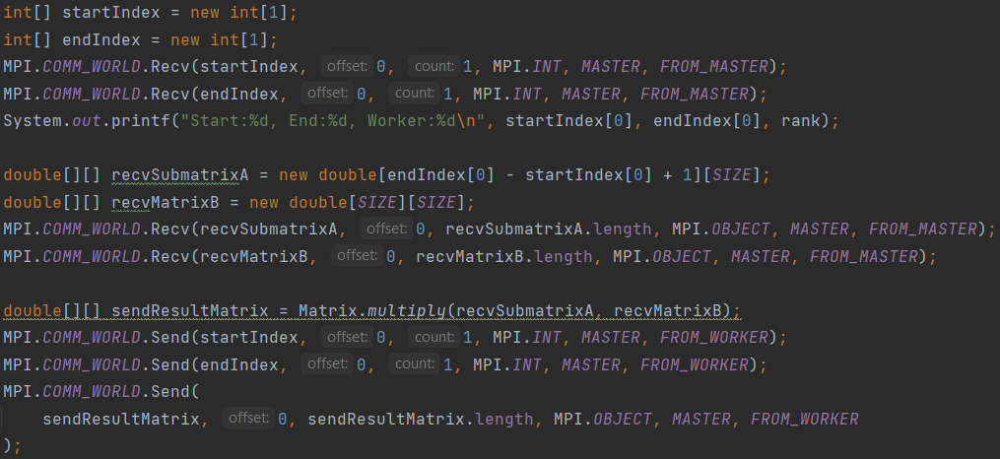 int[] startIndex = new int[1];
int[] endIndex = new int[1];
MPI.COMM_WORLD.Recv(startIndex, offset: 0, count: 1, MPI.INT, MASTER, FROM_MASTER);
MPI.COMM_WORLD.Recv(endIndex, offset: 0, count: 1, MPI.INT, MASTER, FROM_MASTER);
System.out.printf("Start:%d, End:%d, Worker:%d\n", startIndex[0], endIndex[0], rank);
double[][] recvSubmatrixA = new double[endIndex[0] - startIndex[0] + 1][SIZE];
double[][] recvMatrixB = new double[SIZE][SIZE];
MPI.COMM_WORLD.Recv(recvSubmatrixA, offset: 0, recvSubmatrixA.length, MPI.OBJECT, MASTER, FROM_MASTER);
MPI.COMM_WORLD.Recv(recvMatrixB, offset: 0, recvMatrixB.length, MPI.OBJECT, MASTER, FROM_MASTER);
double[][] sendResultMatrix = Matrix.multiply(recvSubmatrixA, recvMatrixB);
MPI.COMM_WORLD.Send(startIndex, offset: 0, count: 1, MPI.INT, MASTER, FROM_WORKER);
MPI.COMM_WORLD.Send(endIndex, offset: 0, count: 1, MPI.INT, MASTER, FROM_WORKER);
MPI.COMM_WORLD.Send(
    sendResultMatrix, offset: 0, sendResultMatrix.length, MPI.OBJECT, MASTER, FROM_WORKER
);